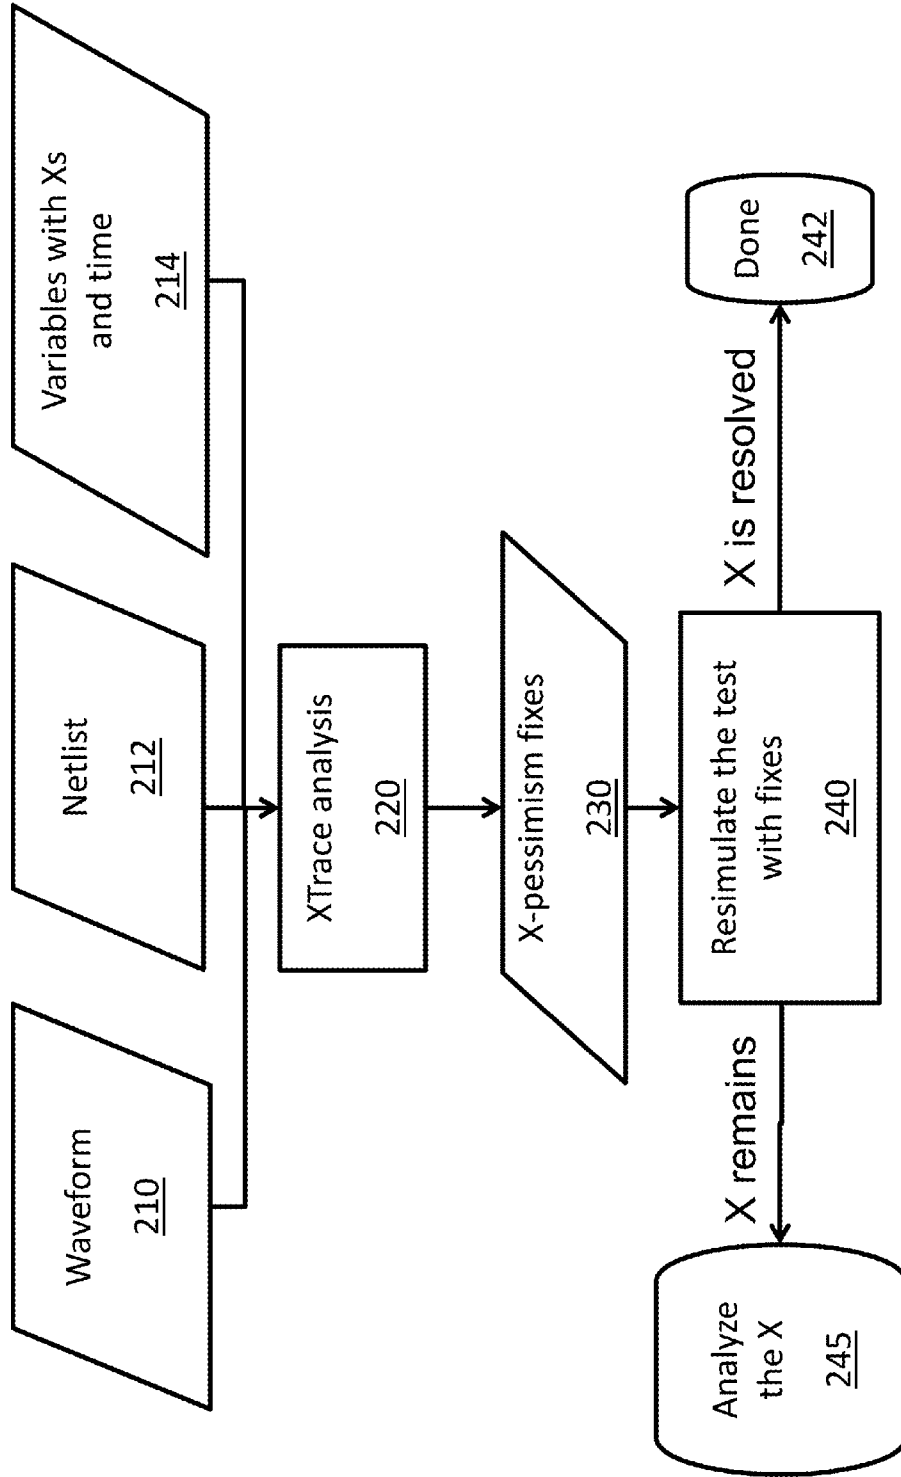 Waveform
210
Netlist
212
Variables with Xs
and time
214
XTrace analysis
220
X-pessimism fixes
230
Resimulate the test
with fixes
240
X remains
X is resolved
Analyze
the X
245
Done
242